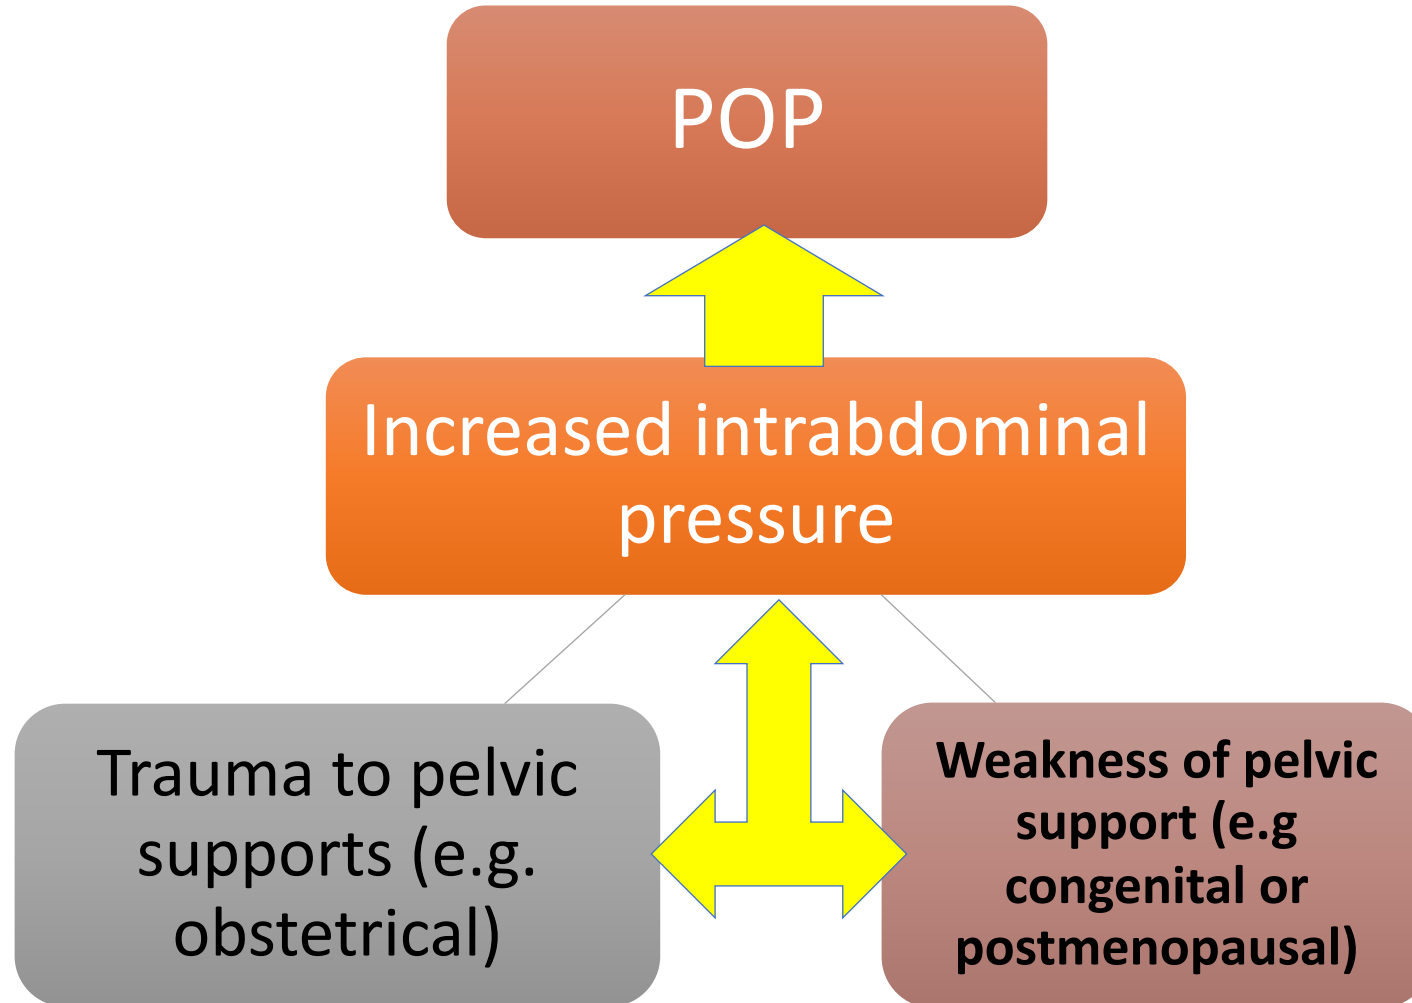 POP
Increased intrabdominal
pressure
Trauma to pelvic
supports (e.g.
obstetrical)
Weakness of pelvic
support (e.g
congenital or
postmenopausal)